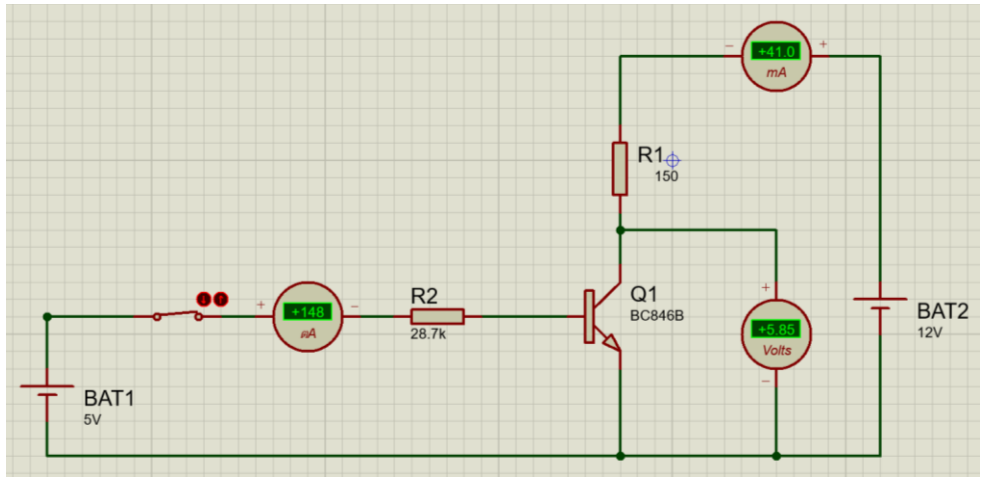 +41.0
mA
R1
150
+148
µA
R2
28.7k
Q1
BC846B
+5.85
Volts
BAT2
12V
BAT1
5V